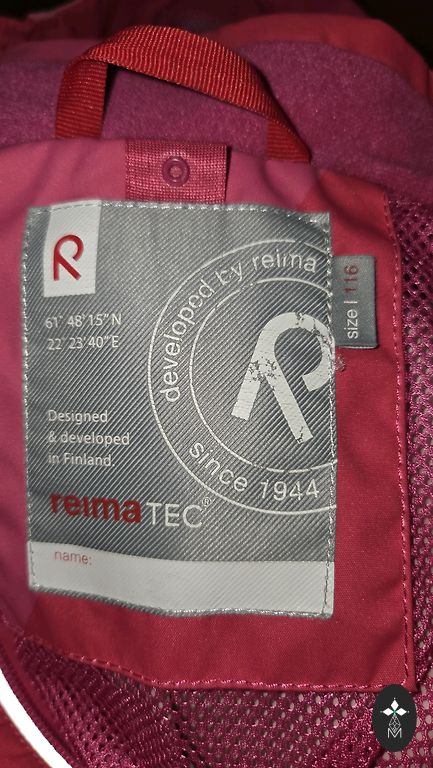 61° 48' 15" N
22° 23' 40" E
Designed
& developed
in Finland.
reima TEC®
name:
developed by reima
since 1944
size | 116